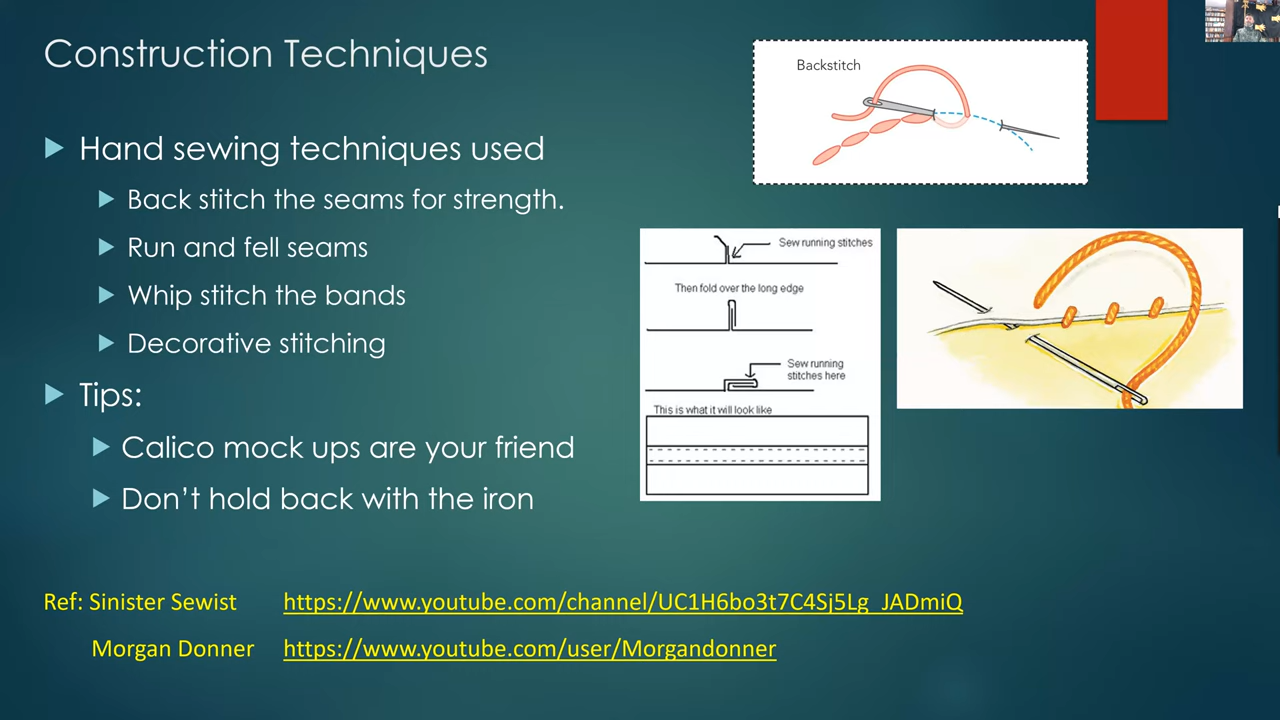 Construction Techniques
Hand sewing techniques used
Back stitch the seams for strength.
Run and fell seams
Whip stitch the bands
Decorative stitching
Tips:
Calico mock ups are your friend
Don't hold back with the iron
Backstitch
Sew running stitches
Then fold over the long edge
Sew running
stitches here
This is what it will look like
Ref: Sinister Sewist https://www.youtube.com/channel/UC1H6bo3t7C4Sj5Lg_JADmiQ
Morgan Donner https://www.youtube.com/user/Morgandonner